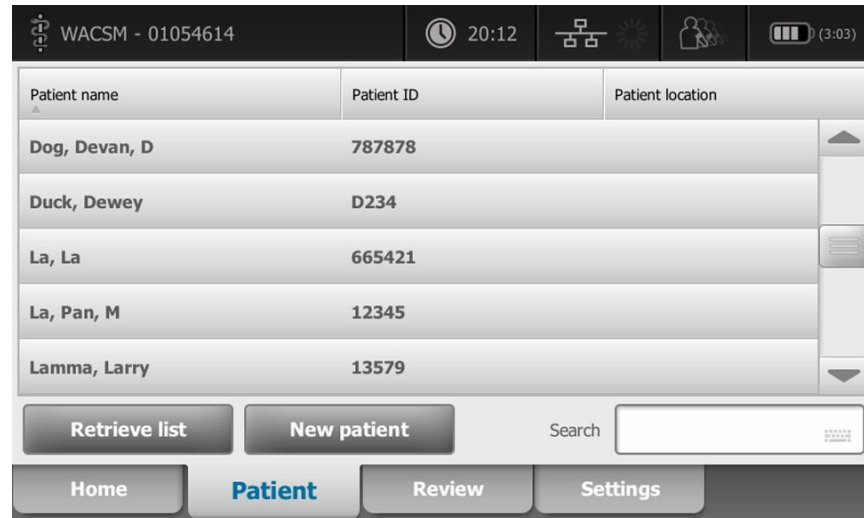 WACSM - 01054614 20:12 (3:03)
Patient name Patient ID Patient location
Dog, Devan, D 787878
Duck, Dewey D234
La, La 665421
La, Pan, M 12345
Lamma, Larry 13579
Retrieve list New patient Search
Home Patient Review Settings